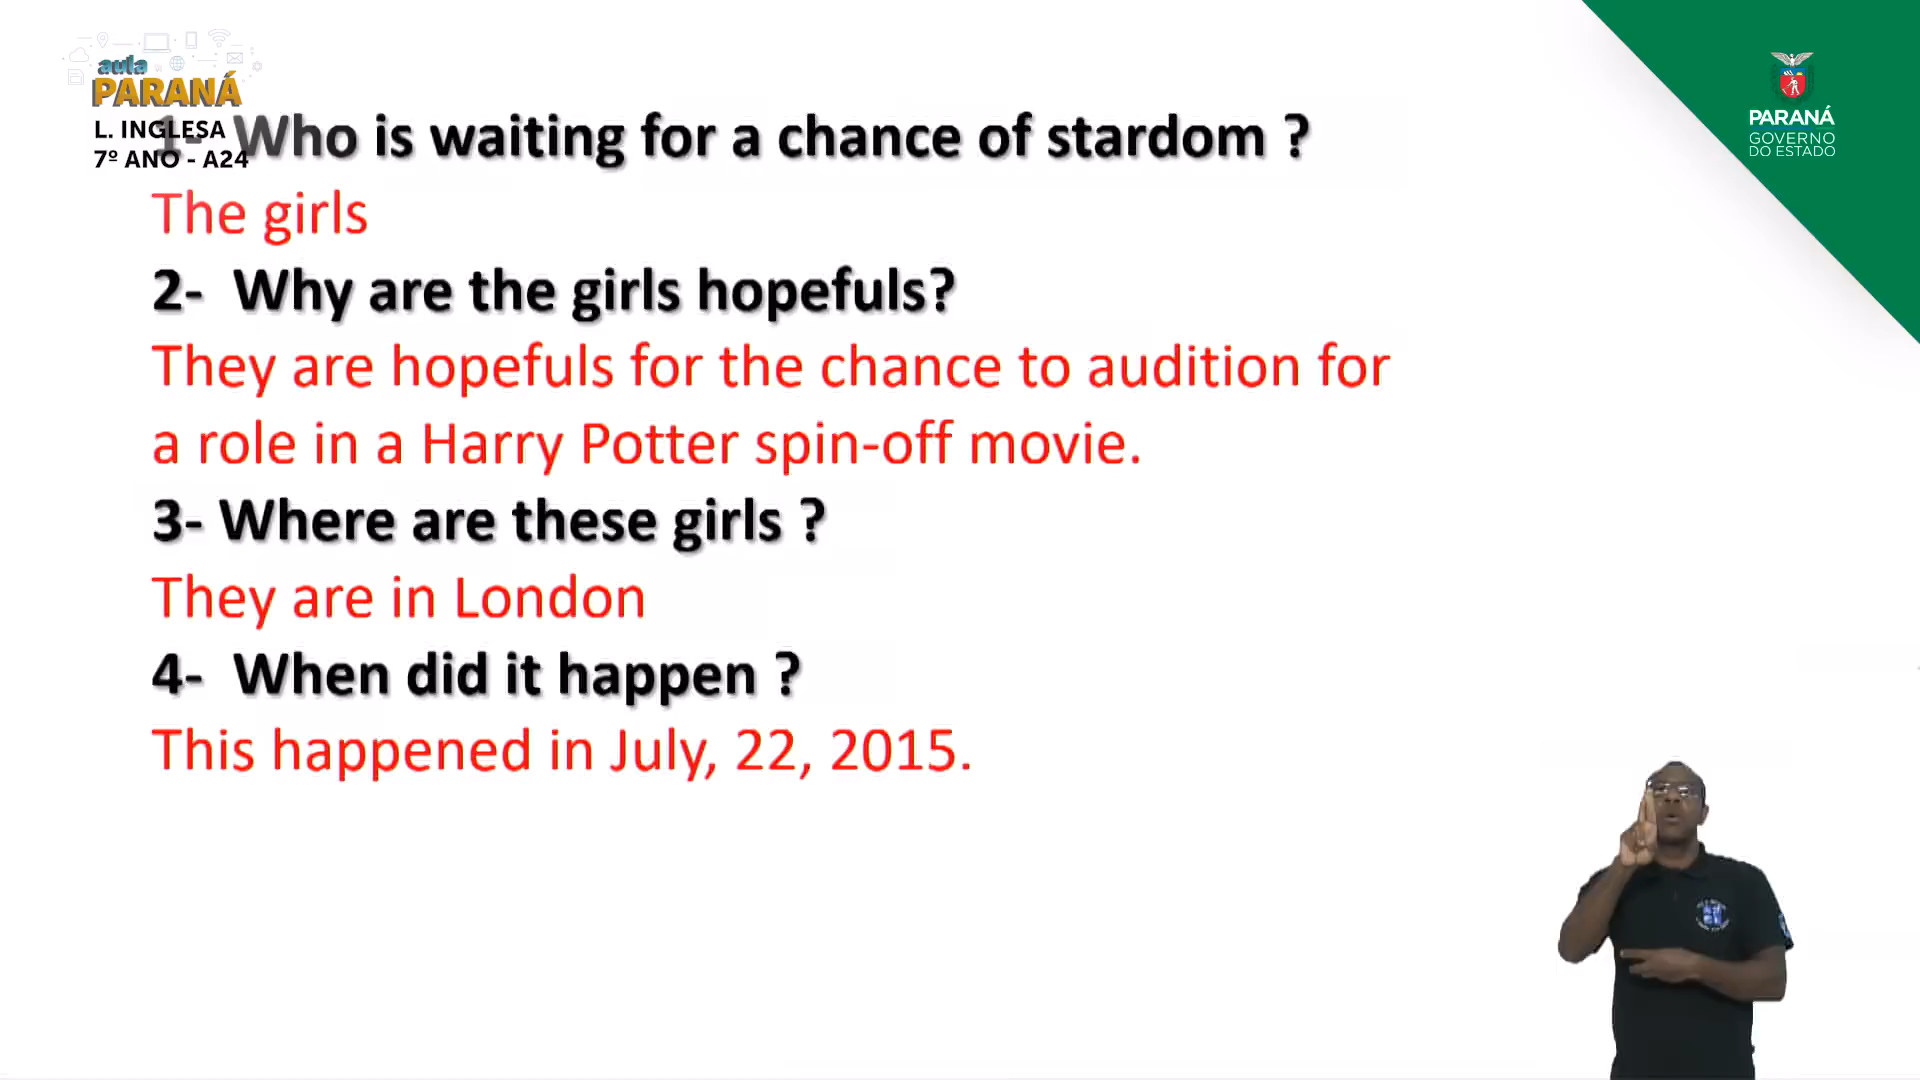 aula
PARANÁ
L. INGLESA
7º ANO - A24
PARANÁ
GOVERNO
DO ESTADO
1- Who is waiting for a chance of stardom ?
The girls
2- Why are the girls hopefuls?
They are hopefuls for the chance to audition for
a role in a Harry Potter spin-off movie.
3- Where are these girls ?
They are in London
4- When did it happen ?
This happened in July, 22, 2015.